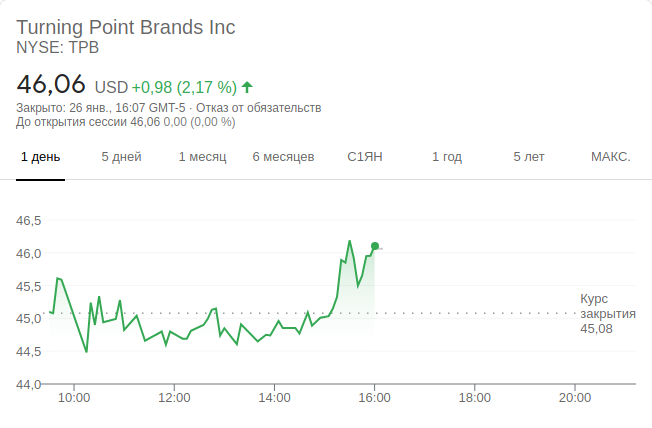 Turning Point Brands Inc
NYSE: TPB
46,06 USD +0,98 (2,17 %)
Закрыто: 26 янв., 16:07 GMT-5 · Отказ от обязательств
До открытия сессии 46,06 0,00 (0,00 %)
1 день 5 дней 1 месяц 6 месяцев С1ЯН 1 год 5 лет МАКС.
46,5
46,0
45,5
Курс
закрытия
45,0
45,08
44,5
44,0
10:00 12:00 14:00 16:00 18:00 20:00